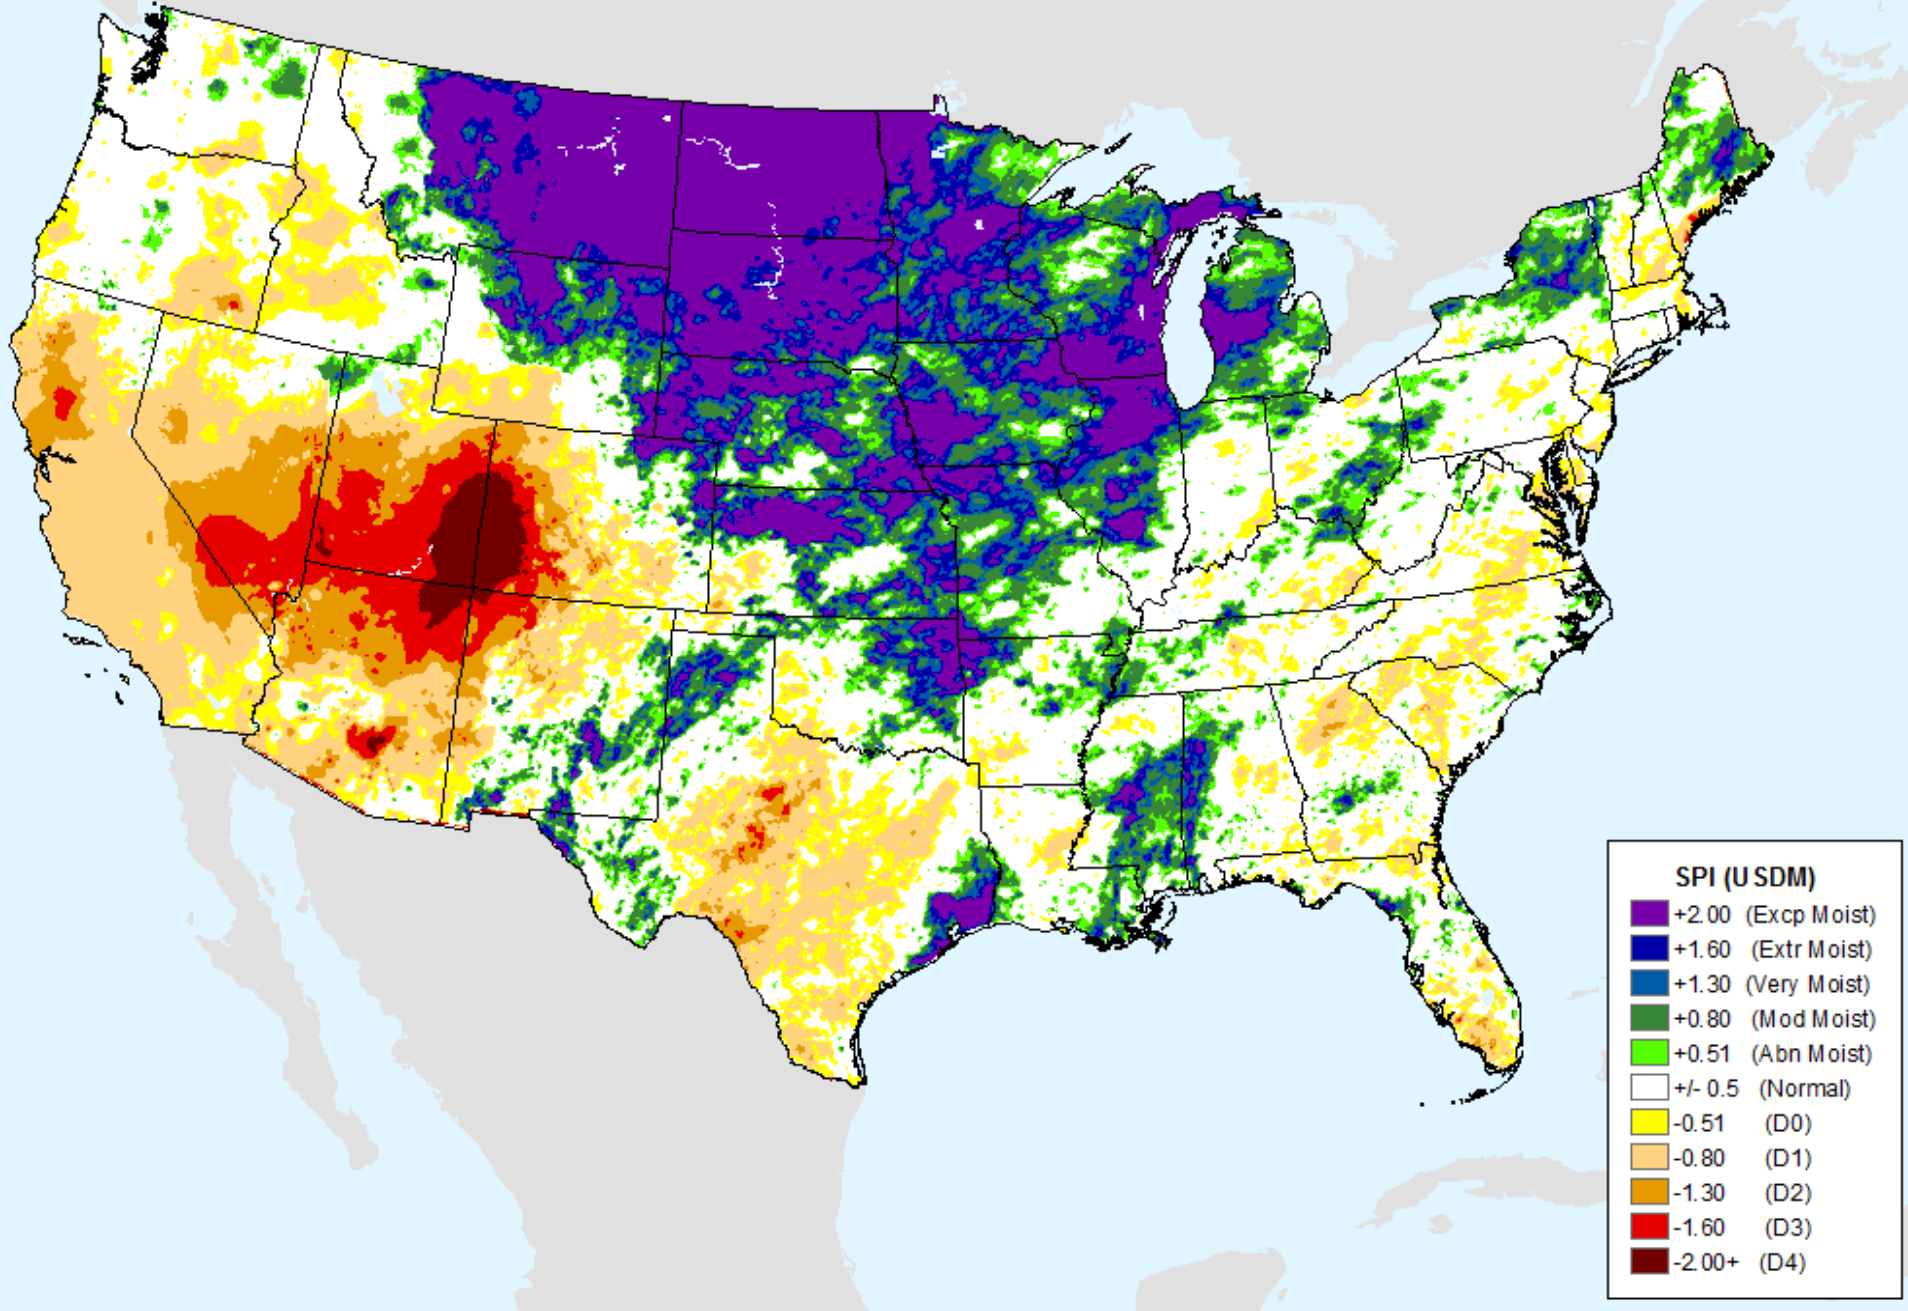 SPI (USDM)
+2.00 (Excp Moist)
+1.60 (Extr Moist)
+1.30 (Very Moist)
+0.80 (Mod Moist)
+0.51 (Abn Moist)
+/- 0.5 (Normal)
-0.51 (D0)
-0.80 (D1)
-1.30 (D2)
-1.60 (D3)
-2.00+ (D4)